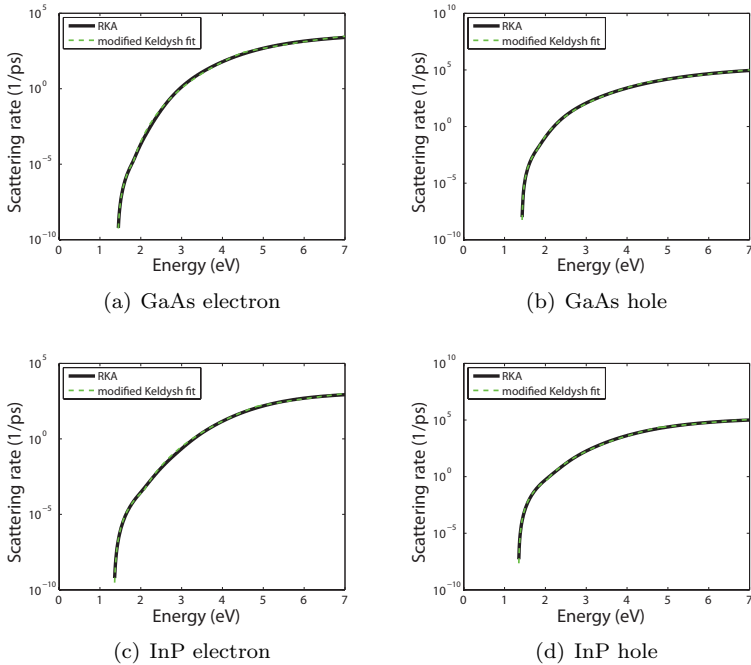 RKA
modified Keldysh fit
Scattering rate (1/ps)
10^5
10^0
10^-5
10^-10
0 1 2 3 4 5 6 7
Energy (eV)
(a) GaAs electron
RKA
modified Keldysh fit
Scattering rate (1/ps)
10^10
10^5
10^0
10^-5
10^-10
0 1 2 3 4 5 6 7
Energy (eV)
(b) GaAs hole
RKA
modified Keldysh fit
Scattering rate (1/ps)
10^5
10^0
10^-5
10^-10
0 1 2 3 4 5 6 7
Energy (eV)
(c) InP electron
RKA
modified Keldysh fit
Scattering rate (1/ps)
10^10
10^5
10^0
10^-5
10^-10
0 1 2 3 4 5 6 7
Energy (eV)
(d) InP hole